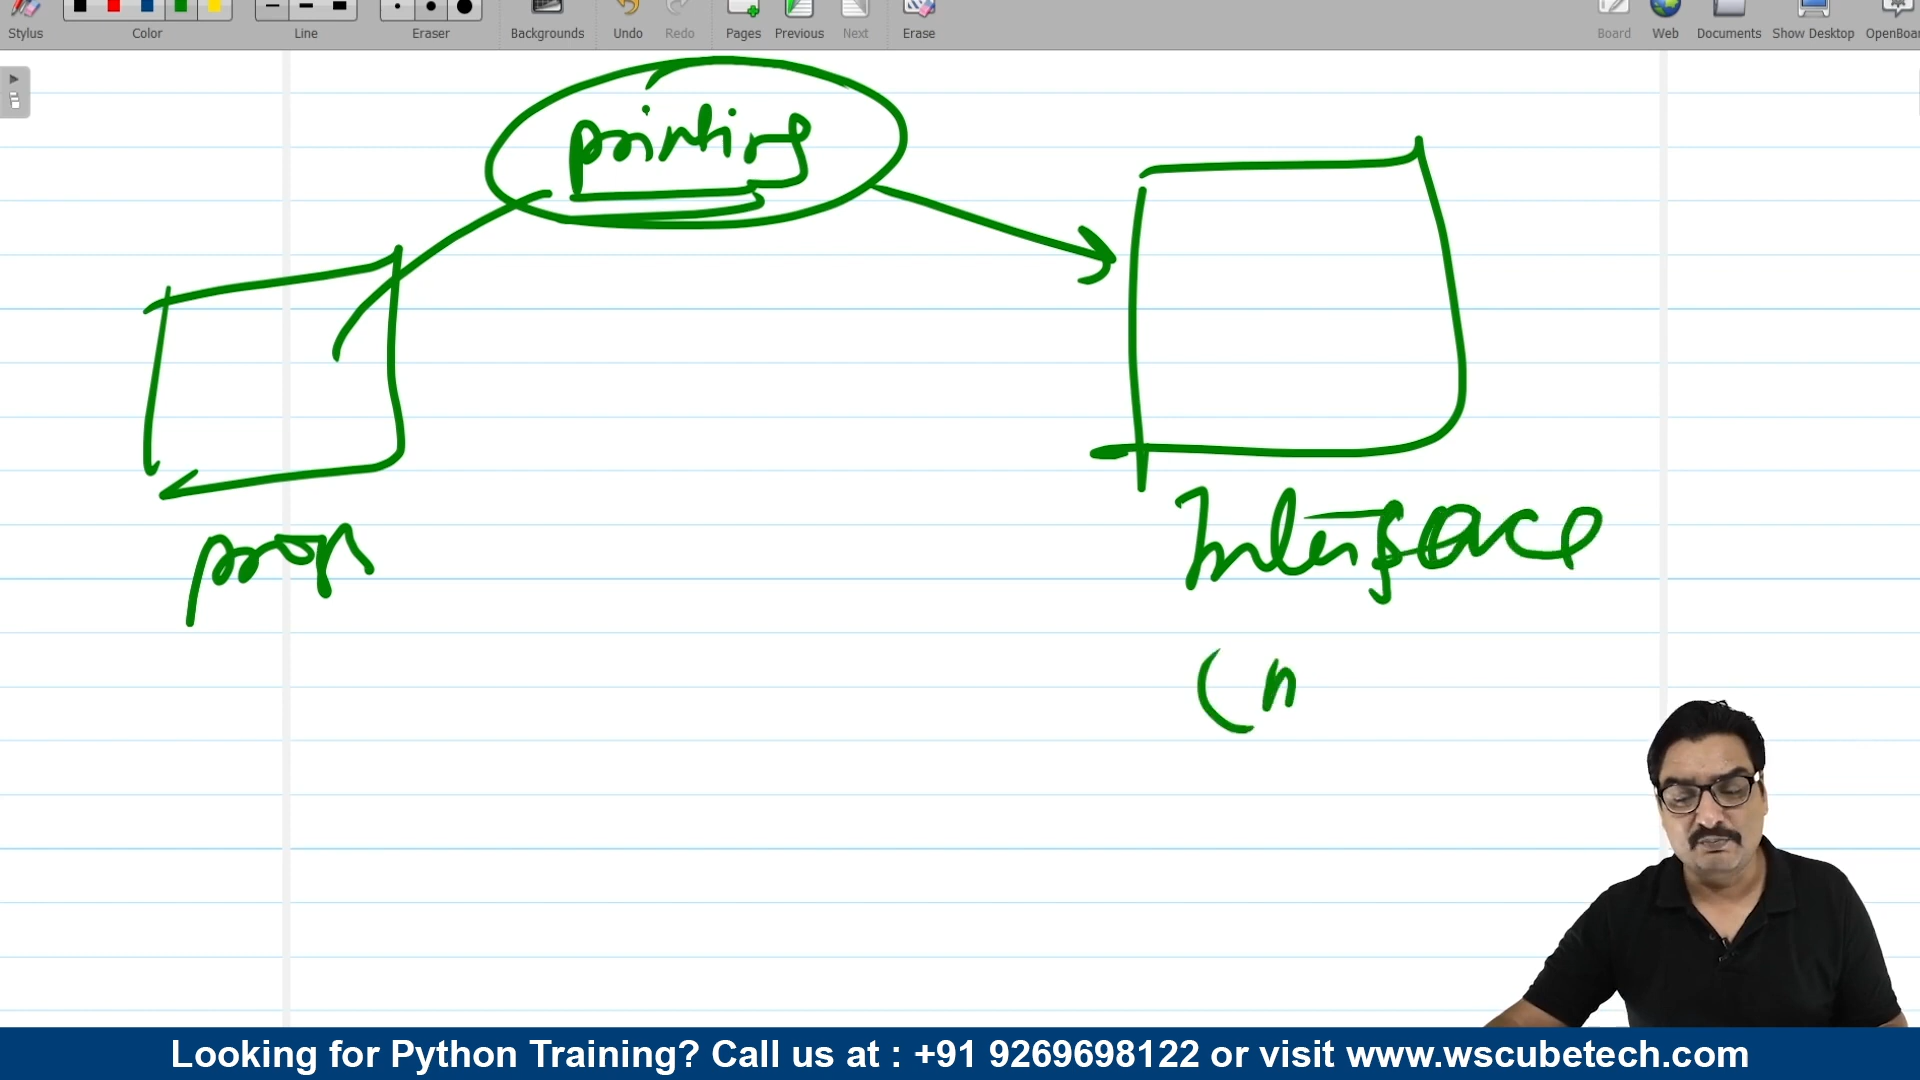 Stylus Color Line Eraser Backgrounds Undo Redo Pages Previous Next Erase Board Web Documents Show Desktop OpenBoar
printing
Interface
( n
Looking for Python Training? Call us at : +91 9269698122 or visit www.wscubetech.com